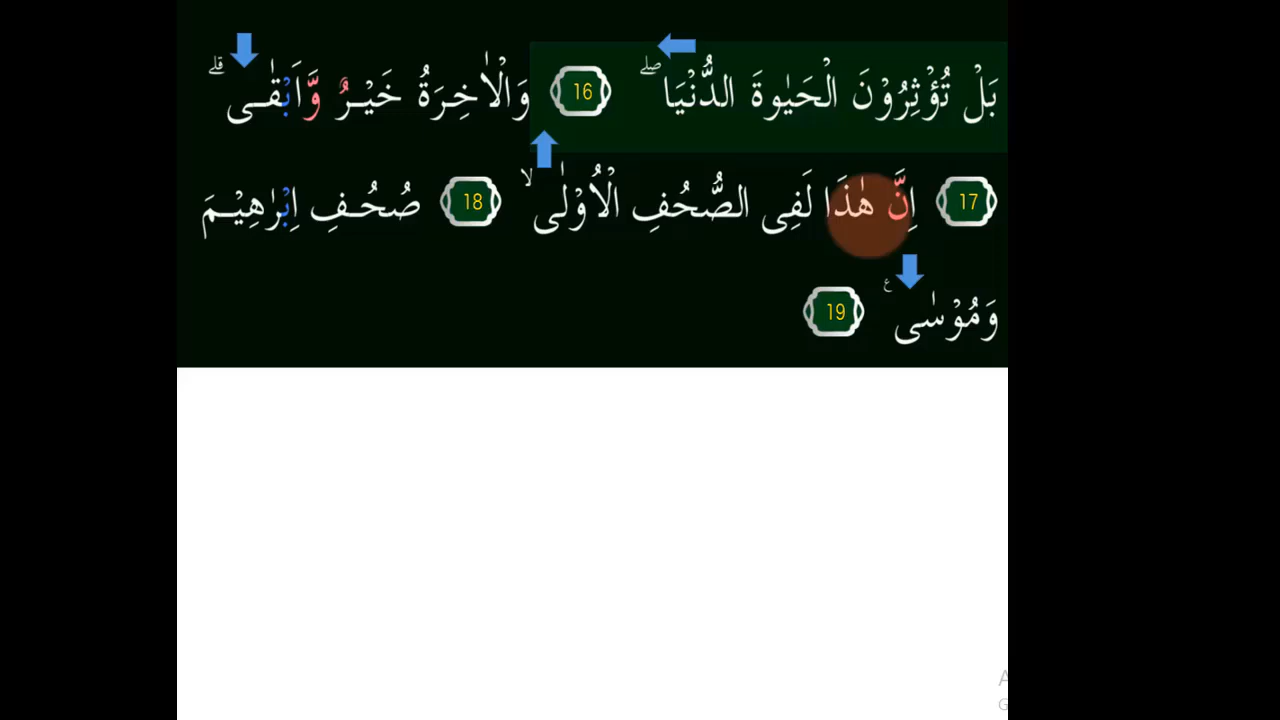 بَلْ تُؤْثِرُوْنَ الْحَيٰوةَ الدُّنْيَا ۖ 16 وَالْاٰخِرَةُ خَيْرٌ وَّاَبْقٰى ۗ
17 اِنَّ هٰذَا لَفِى الصُّحُفِ الْاُوْلٰى ۙ 18 صُحُفِ اِبْرٰهِيْمَ
وَمُوْسٰى ࣖ 19